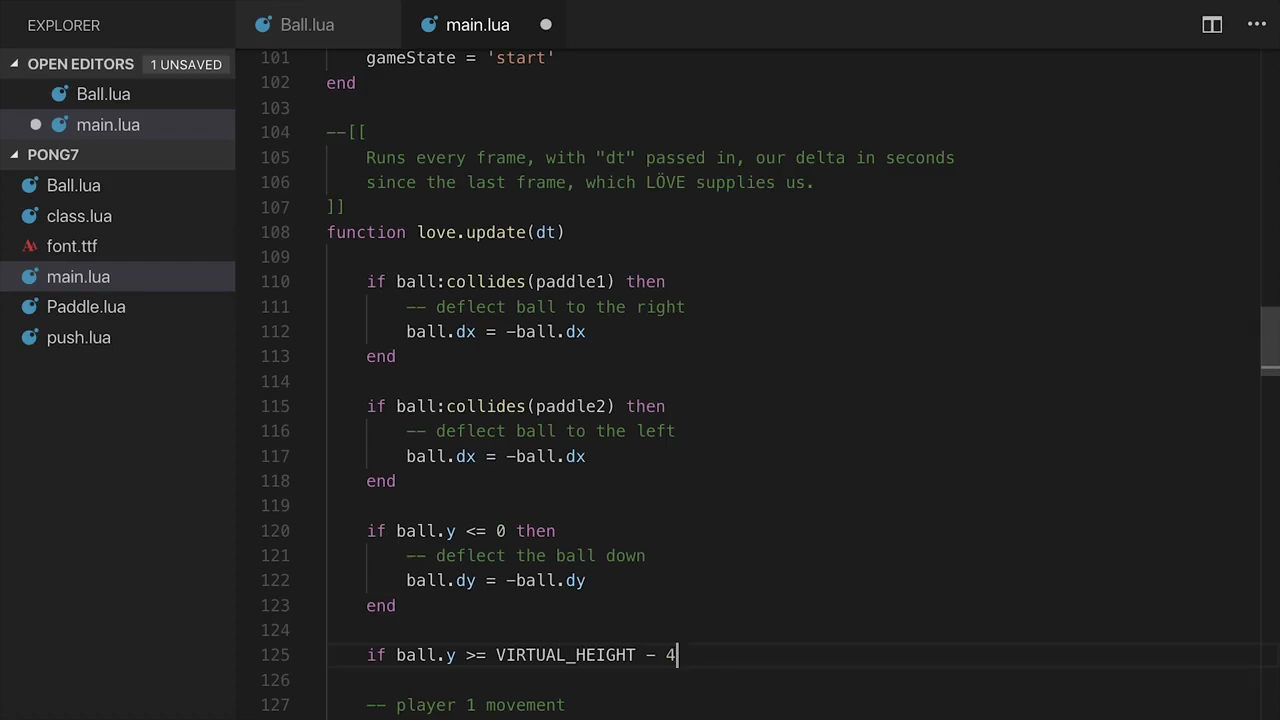 EXPLORER
OPEN EDITORS 1 UNSAVED
Ball.lua
main.lua
PONG7
Ball.lua
class.lua
font.ttf
main.lua
Paddle.lua
push.lua
Ball.lua main.lua
101 gameState = 'start'
102 end
103
104 --[[
105 Runs every frame, with "dt" passed in, our delta in seconds
106 since the last frame, which LÖVE supplies us.
107 ]]
108 function love.update(dt)
109
110 if ball:collides(paddle1) then
111 -- deflect ball to the right
112 ball.dx = -ball.dx
113 end
114
115 if ball:collides(paddle2) then
116 -- deflect ball to the left
117 ball.dx = -ball.dx
118 end
119
120 if ball.y <= 0 then
121 -- deflect the ball down
122 ball.dy = -ball.dy
123 end
124
125 if ball.y >= VIRTUAL_HEIGHT - 4
126
127 -- player 1 movement